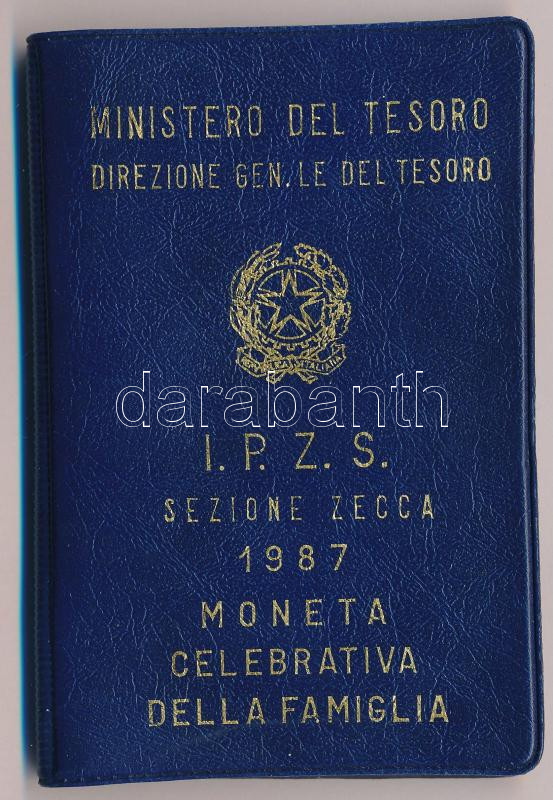 MINISTERO DEL TESORO
DIREZIONE GEN.LE DEL TESORO
REPUBBLICA ITALIANA
darabanth
I. P. Z. S.
SEZIONE ZECCA
1987
MONETA
CELEBRATIVA
DELLA FAMIGLIA